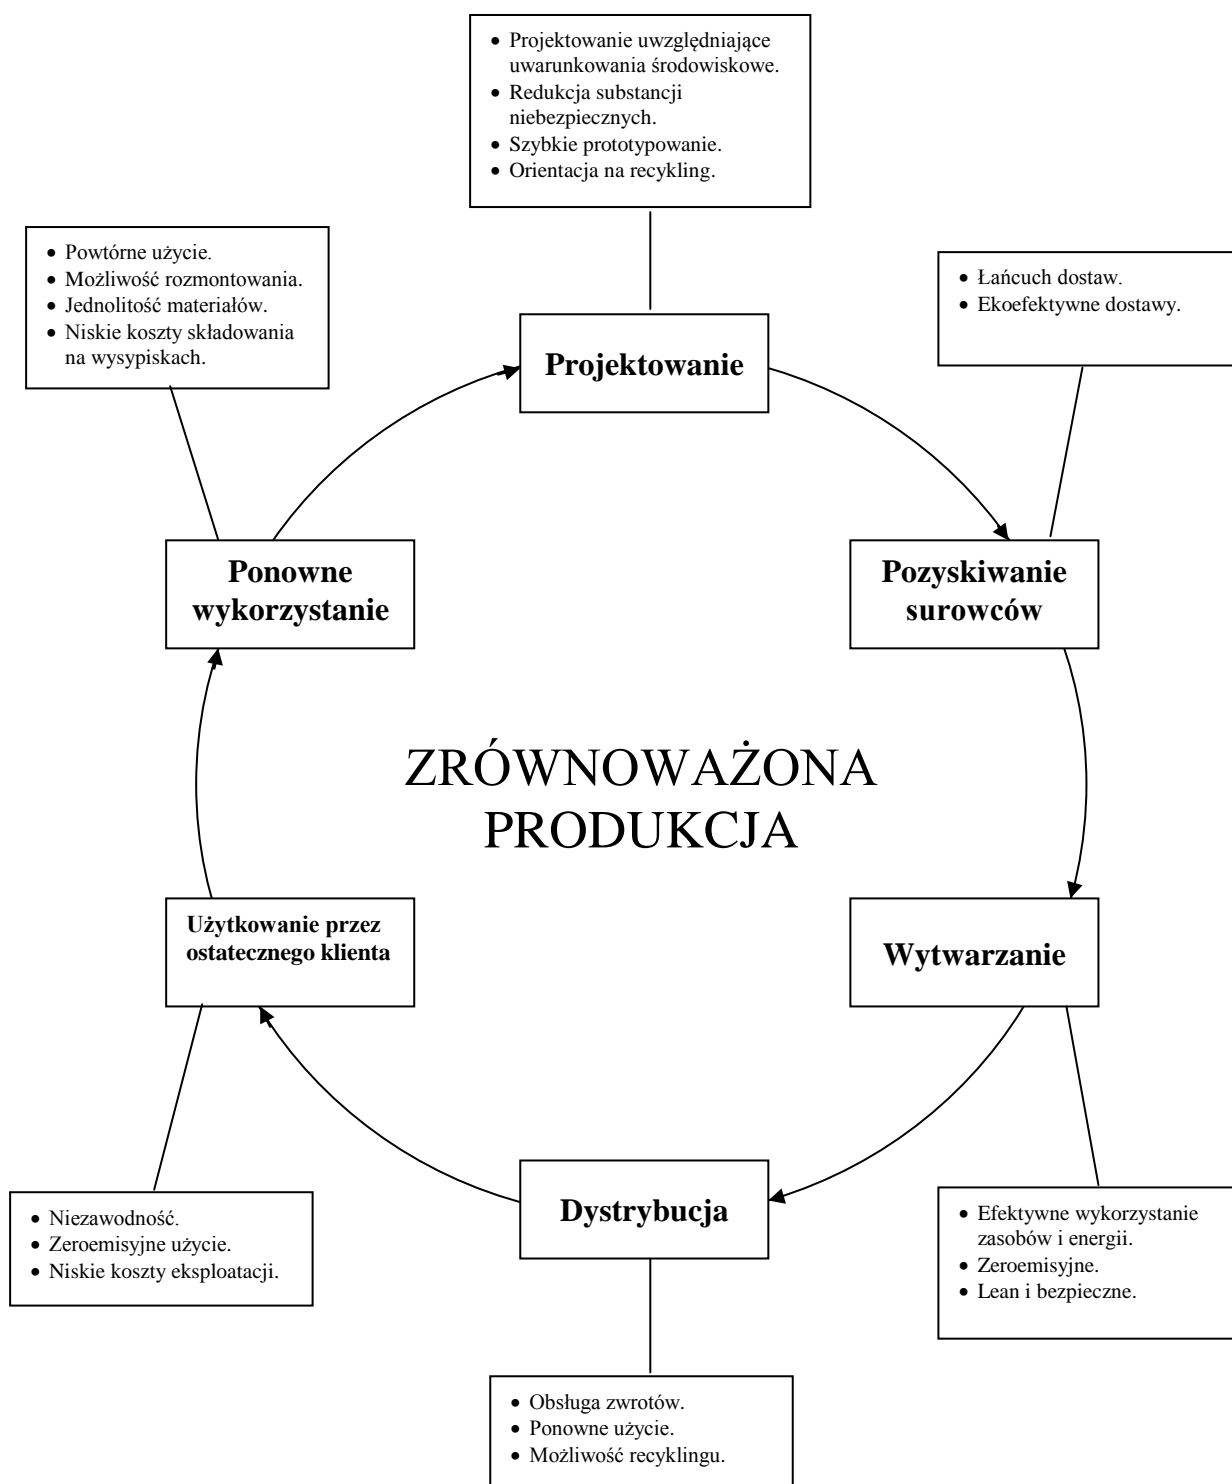 • Projektowanie uwzględniające
uwarunkowania środowiskowe.
• Redukcja substancji
niebezpiecznych.
• Szybkie prototypowanie.
• Orientacja na recykling.
• Powtórne użycie.
• Możliwość rozmontowania.
• Jednolitość materiałów.
• Niskie koszty składowania
na wysypiskach.
• Łańcuch dostaw.
• Ekoefektywne dostawy.
Projektowanie
Ponowne
wykorzystanie
Pozyskiwanie
surowców
ZRÓWNOWAŻONA
PRODUKCJA
Użytkowanie przez
ostatecznego klienta
Wytwarzanie
Dystrybucja
• Niezawodność.
• Zeroemisyjne użycie.
• Niskie koszty eksploatacji.
• Efektywne wykorzystanie
zasobów i energii.
• Zeroemisyjne.
• Lean i bezpieczne.
• Obsługa zwrotów.
• Ponowne użycie.
• Możliwość recyklingu.